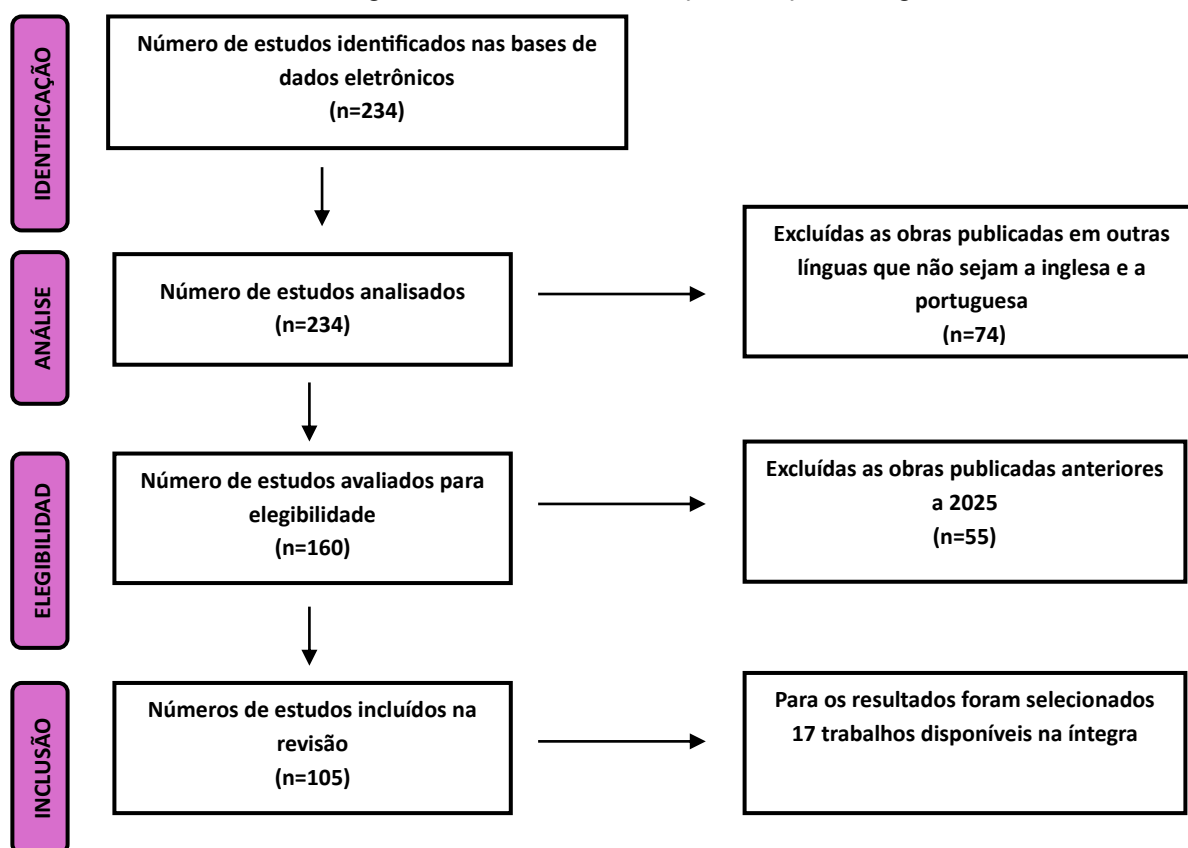 IDENTIFICAÇÃO
Número de estudos identificados nas bases de
dados eletrônicos
(n=234)
ANÁLISE
Número de estudos analisados
(n=234)
Excluídas as obras publicadas em outras
línguas que não sejam a inglesa e a
portuguesa
(n=74)
ELEGIBILIDAD
Número de estudos avaliados para
elegibilidade
(n=160)
Excluídas as obras publicadas anteriores
a 2025
(n=55)
INCLUSÃO
Números de estudos incluídos na
revisão
(n=105)
Para os resultados foram selecionados
17 trabalhos disponíveis na íntegra